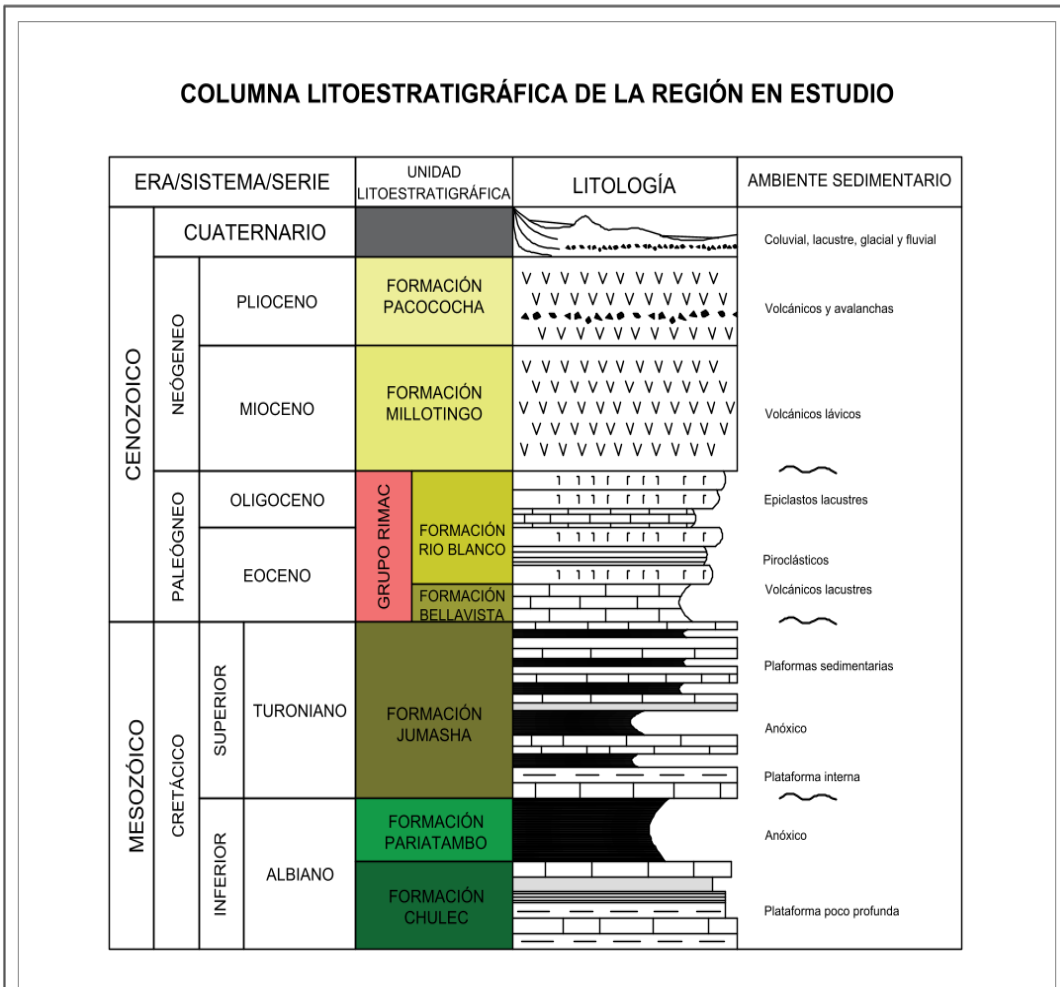 COLUMNA LITOESTRATIGRÁFICA DE LA REGIÓN EN ESTUDIO
ERA/SISTEMA/SERIE
UNIDAD
LITOESTRATIGRÁFICA
LITOLOGÍA
AMBIENTE SEDIMENTARIO
CENOZOICO
CUATERNARIO
Coluvial, lacustre, glacial y fluvial
NEÓGENEO
PLIOCENO
FORMACIÓN
PACOCOCHA
Volcánicos y avalanchas
MIOCENO
FORMACIÓN
MILLOTINGO
Volcánicos lávicos
PALEÓGNEO
OLIGOCENO
GRUPO RIMAC
FORMACIÓN
RIO BLANCO
Epiclastos lacustres
EOCENO
Piroclásticos
FORMACIÓN
BELLAVISTA
Volcánicos lacustres
MESOZÓICO
CRETÁCICO
SUPERIOR
TURONIANO
FORMACIÓN
JUMASHA
Plaformas sedimentarias
Anóxico
Plataforma interna
INFERIOR
ALBIANO
FORMACIÓN
PARIATAMBO
Anóxico
FORMACIÓN
CHULEC
Plataforma poco profunda